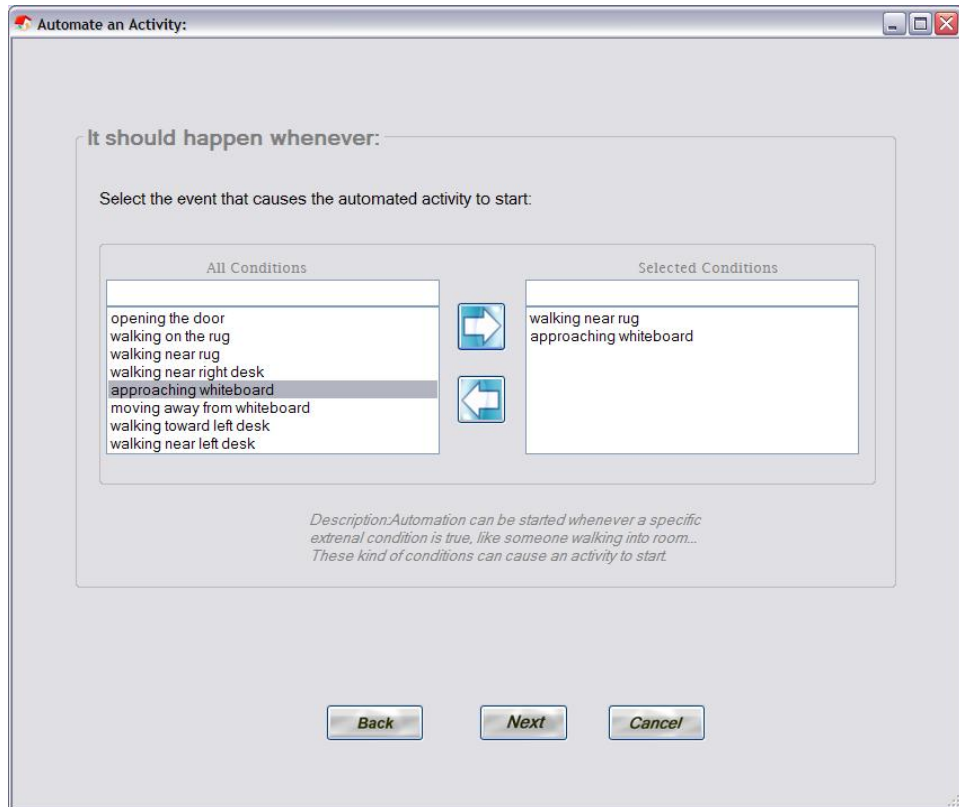 Automate an Activity:
It should happen whenever:
Select the event that causes the automated activity to start:
All Conditions
opening the door
walking on the rug
walking near rug
walking near right desk
approaching whiteboard
moving away from whiteboard
walking toward left desk
walking near left desk
Selected Conditions
walking near rug
approaching whiteboard
Description:Automation can be started whenever a specific
extrenal condition is true, like someone walking into room...
These kind of conditions can cause an activity to start.
Back
Next
Cancel